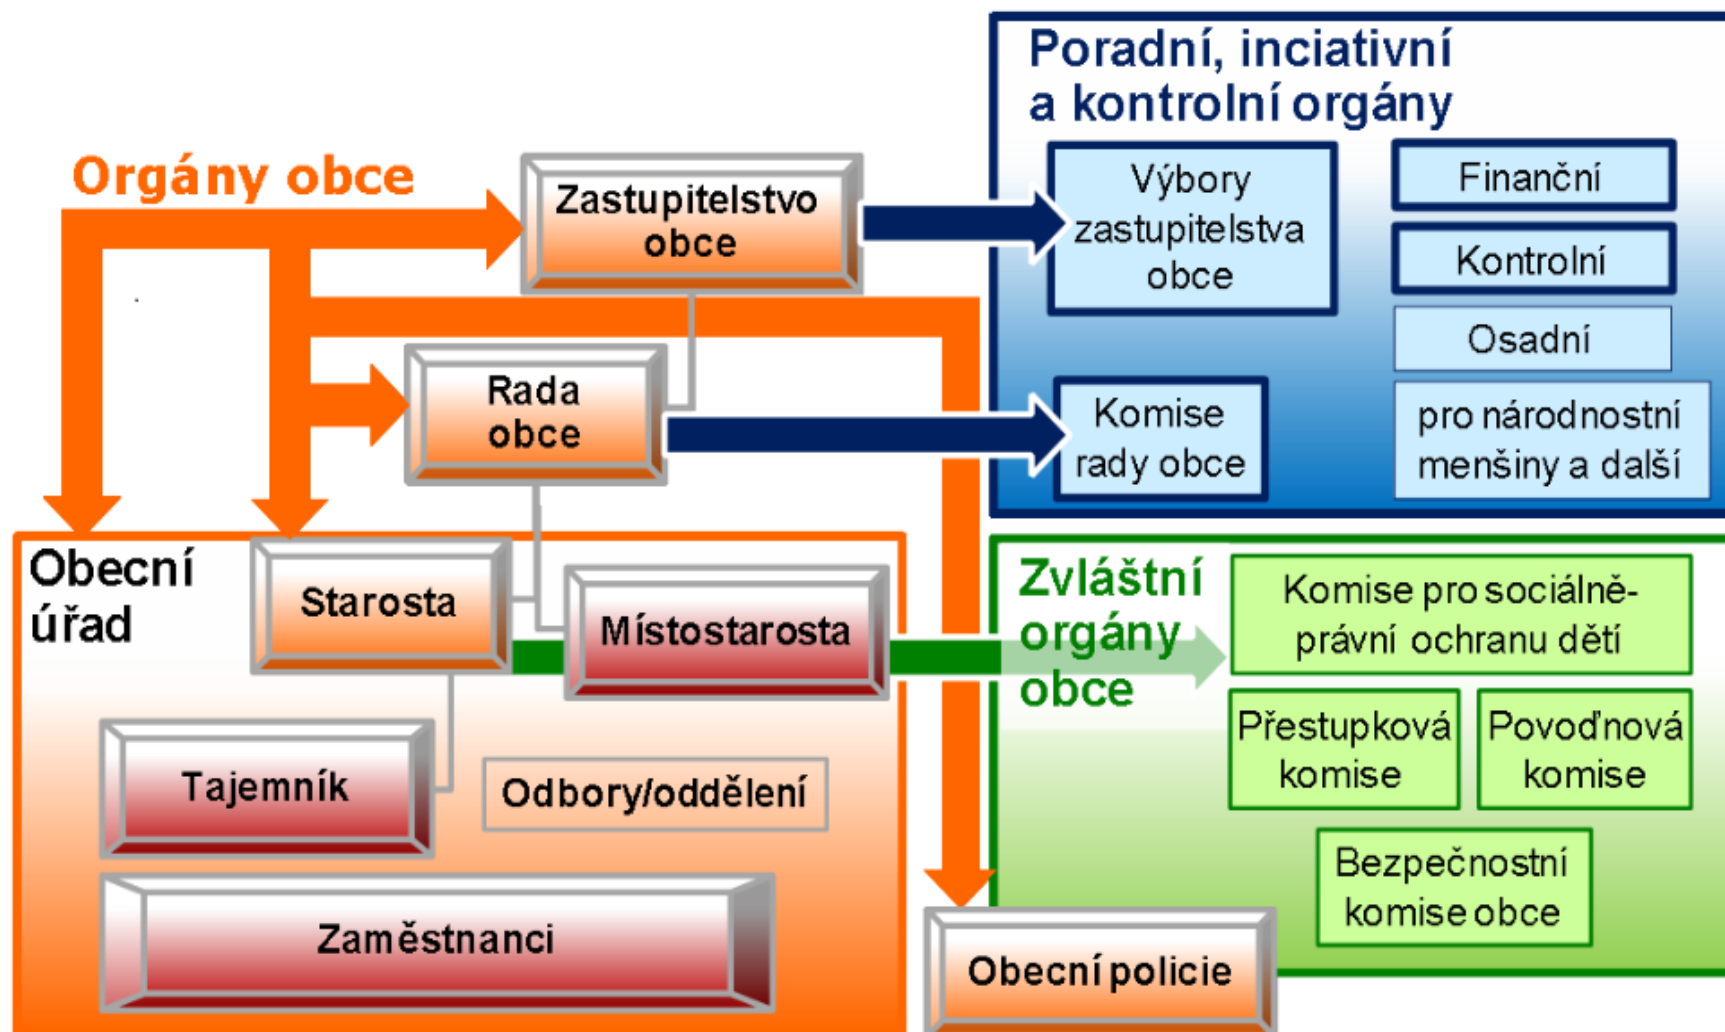 Orgány obce
Zastupitelstvo
obce
Rada
obce
Obecní
úřad
Starosta
Místostarosta
Tajemník
Odbory/oddělení
Zaměstnanci
Obecní policie
Poradní, inciativní
a kontrolní orgány
Výbory
zastupitelstva
obce
Finanční
Kontrolní
Osadní
pro národnostní
menšiny a další
Komise
rady obce
Zvláštní
orgány
obce
Komise pro sociálně-
právní ochranu dětí
Přestupková
komise
Povoďnová
komise
Bezpečnostní
komise obce